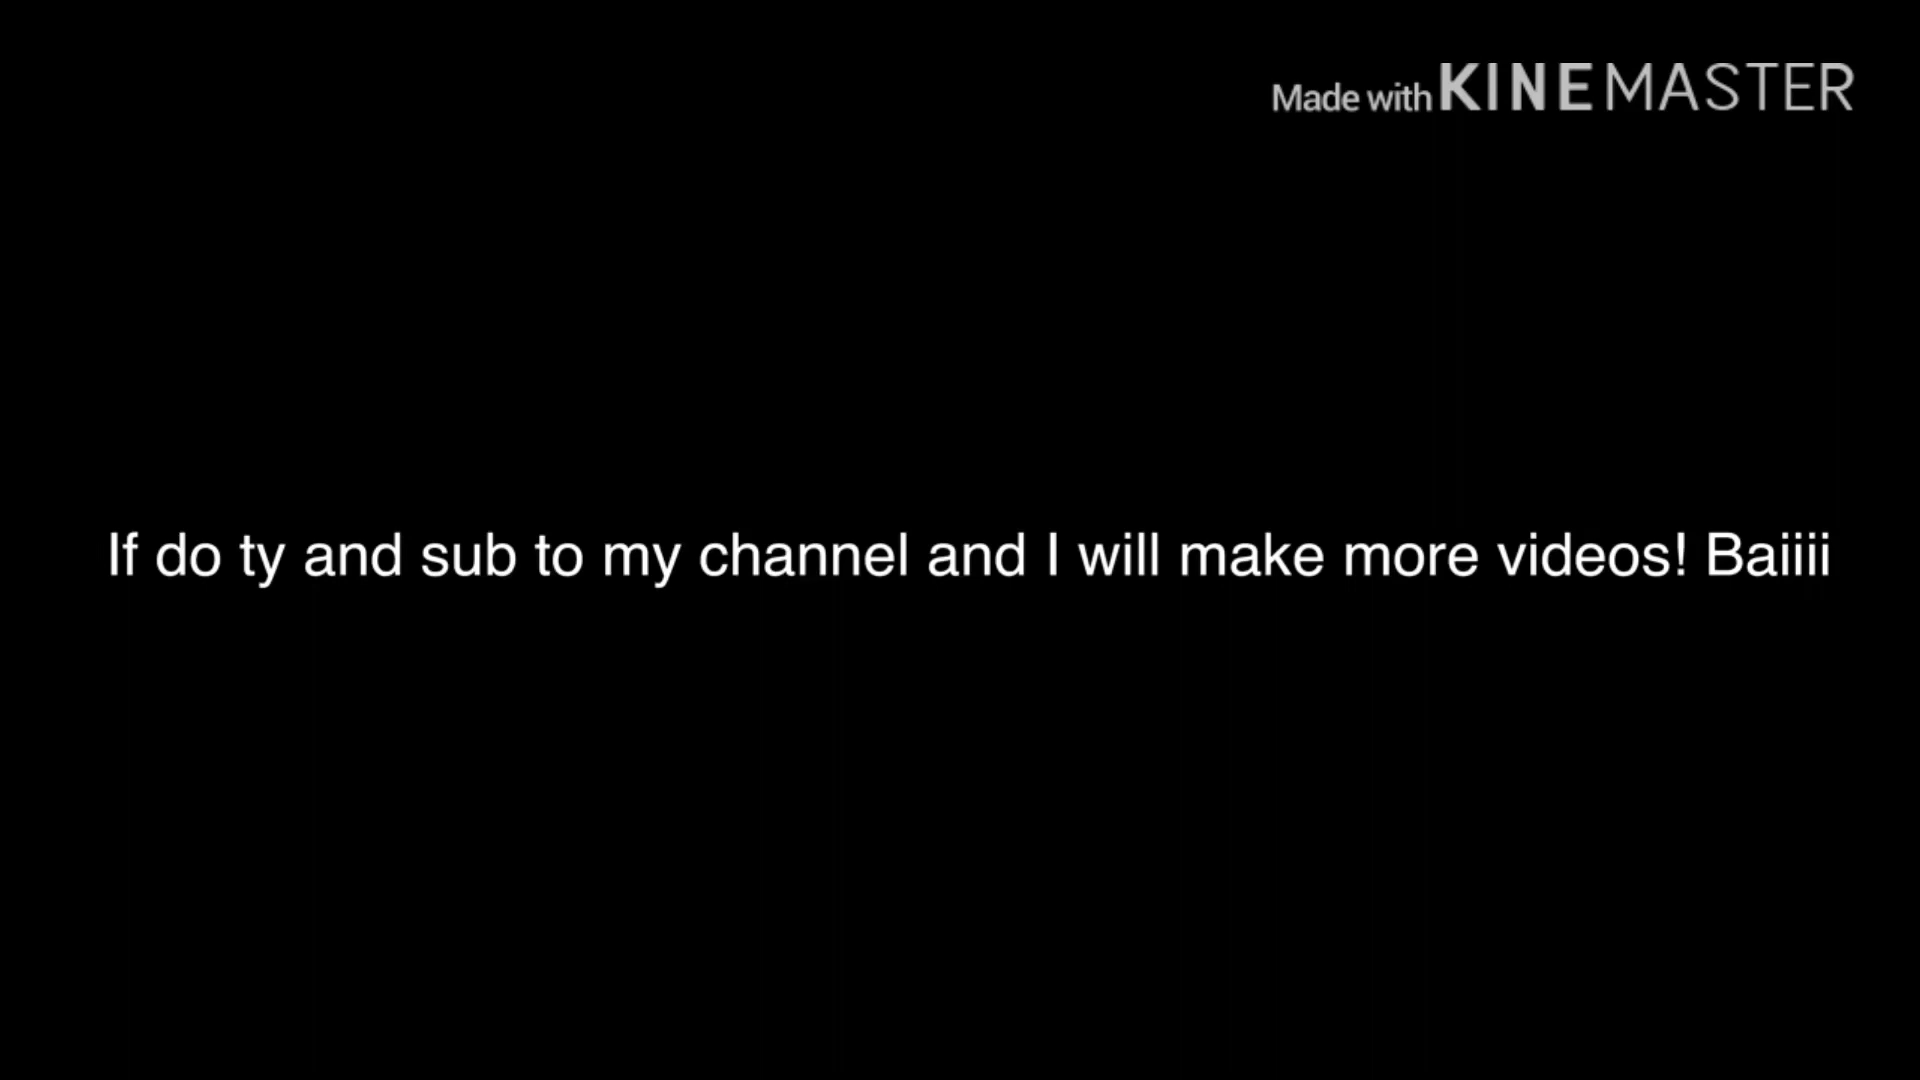 Made with KINEMASTER
If do ty and sub to my channel and I will make more videos! Baiiii